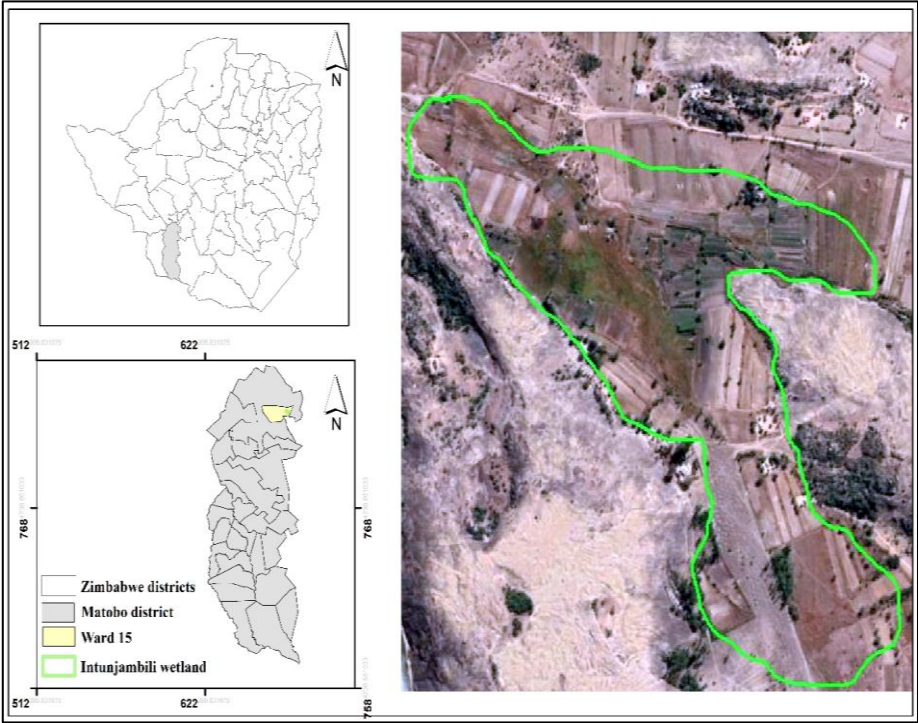 N
512
622
N
768
768
Zimbabwe districts
Matobo district
Ward 15
Intunjambili wetland
512
622
768